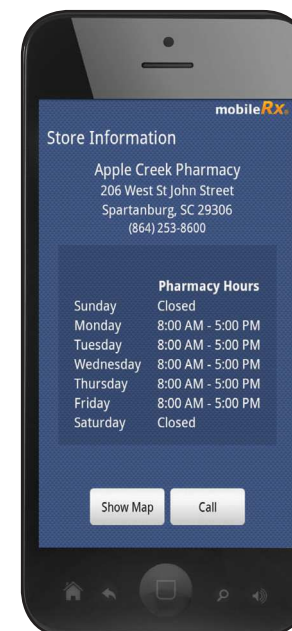 mobileRx®
Store Information
Apple Creek Pharmacy
206 West St John Street
Spartanburg, SC 29306
(864) 253-8600
Pharmacy Hours
Sunday Closed
Monday 8:00 AM - 5:00 PM
Tuesday 8:00 AM - 5:00 PM
Wednesday 8:00 AM - 5:00 PM
Thursday 8:00 AM - 5:00 PM
Friday 8:00 AM - 5:00 PM
Saturday Closed
Show Map Call